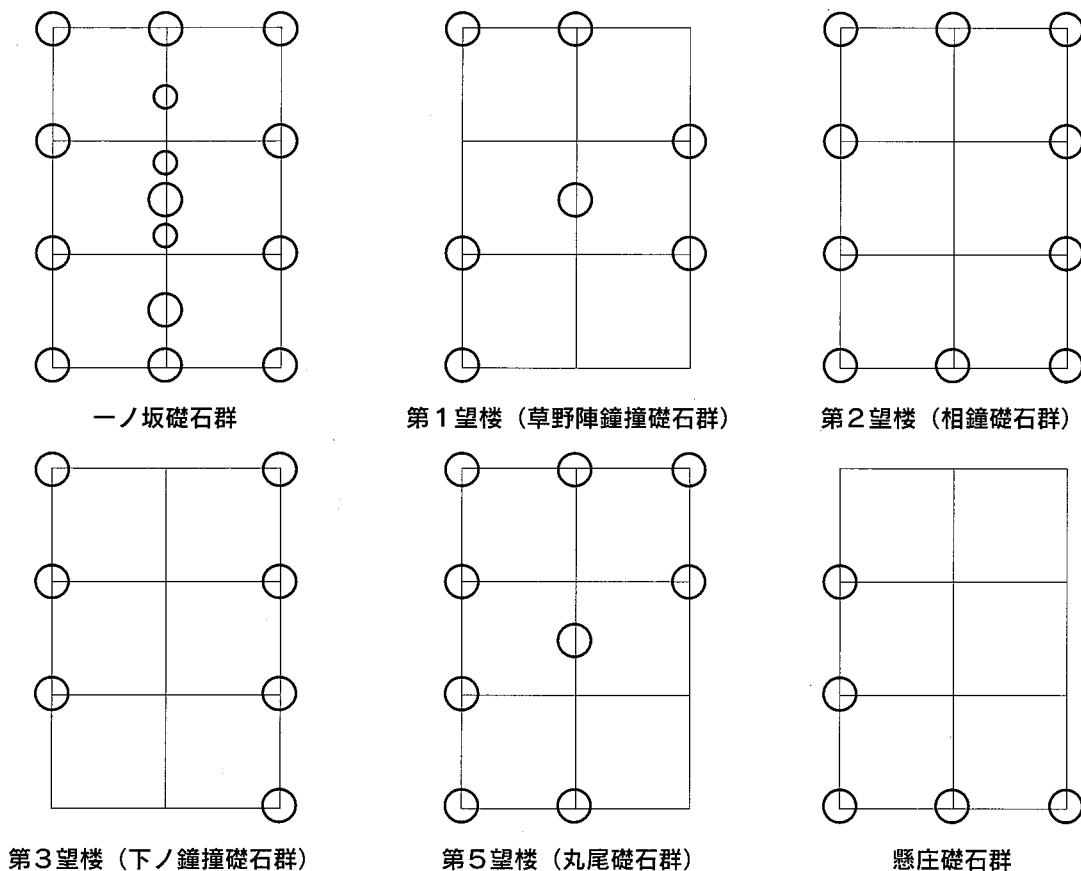 一ノ坂礎石群
第1望楼（草野陣鐘撞礎石群）
第2望楼（相鐘礎石群）
第3望楼（下ノ鐘撞礎石群）
第5望楼（丸尾礎石群）
懸庄礎石群